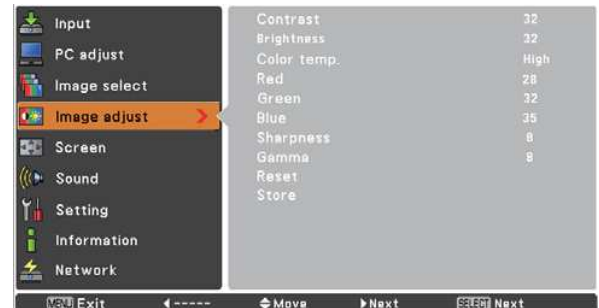 Input
PC adjust
Image select
Image adjust
Screen
Sound
Setting
Information
Network
Contrast 32
Brightness 32
Color temp. High
Red 28
Green 32
Blue 35
Sharpness 8
Gamma 8
Reset
Store
MENU Exit ◀----- Move ▶Next SELECT Next